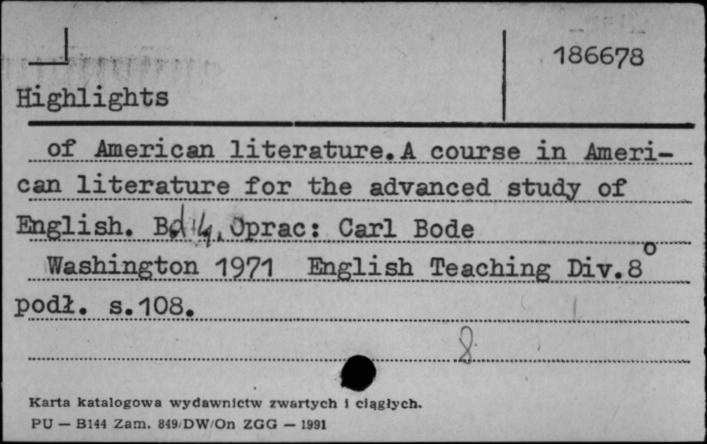 186678
Highlights
of American literature. A course in Ameri-
can literature for the advanced study of
English. Oprac: Carl Bode
Washington 1971 English Teaching Div. 8°
podł. s.108.
8
Karta katalogowa wydawnictw zwartych i ciągłych.
PU — B144 Zam. 849/DW/On ZGG — 1991